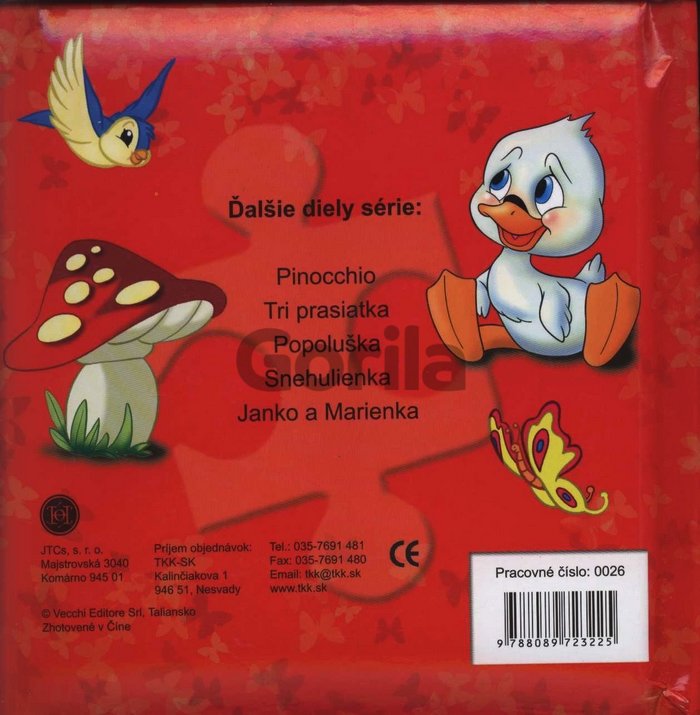 Ďalšie diely série:
Pinocchio
Tri prasiatka
Popoluška
Gorila
Snehulienka
Janko a Marienka
JTCs, s. r. o.
Majstrovská 3040
Komárno 945 01
Príjem objednávok:
TKK-SK
Kalinčiakova 1
946 51, Nesvady
Tel.: 035-7691 481
Fax: 035-7691 480
Email: tkk@tkk.sk
www.tkk.sk
CE
© Vecchi Editore Srl, Taliansko
Zhotovené v Číne
Pracovné číslo: 0026
9 788089 723225